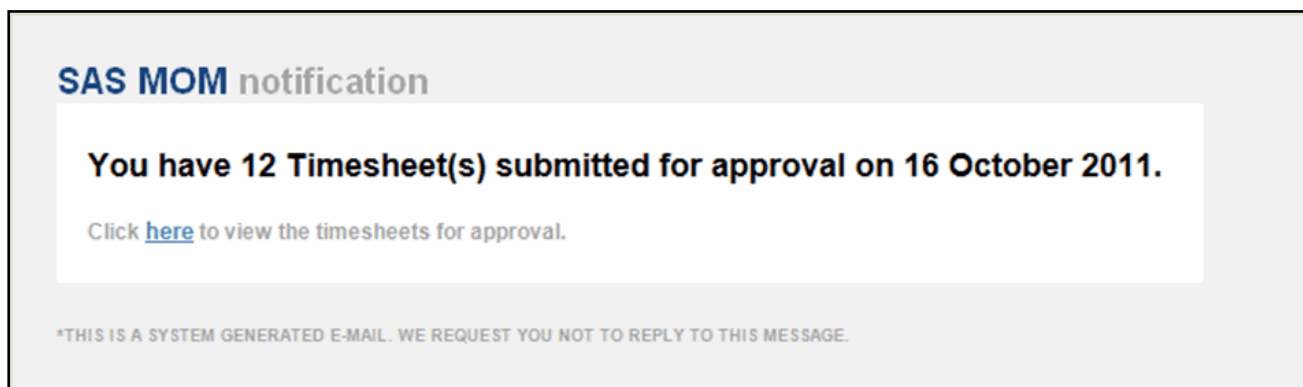 SAS MOM notification
You have 12 Timesheet(s) submitted for approval on 16 October 2011.
Click here to view the timesheets for approval.
*THIS IS A SYSTEM GENERATED E-MAIL. WE REQUEST YOU NOT TO REPLY TO THIS MESSAGE.